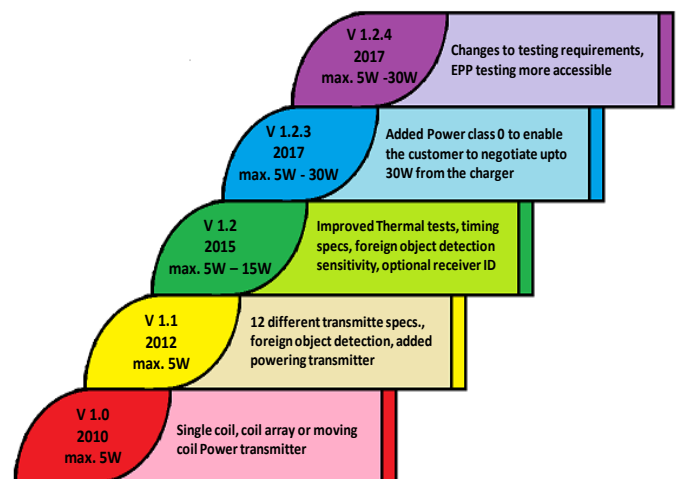 V 1.2.4
2017
max. 5W -30W
Changes to testing requirements,
EPP testing more accessible
V 1.2.3
2017
max. 5W - 30W
Added Power class 0 to enable
the customer to negotiate upto
30W from the charger
V 1.2
2015
max. 5W – 15W
Improved Thermal tests, timing
specs, foreign object detection
sensitivity, optional receiver ID
V 1.1
2012
max. 5W
12 different transmitte specs.,
foreign object detection, added
powering transmitter
V 1.0
2010
max. 5W
Single coil, coil array or moving
coil Power transmitter